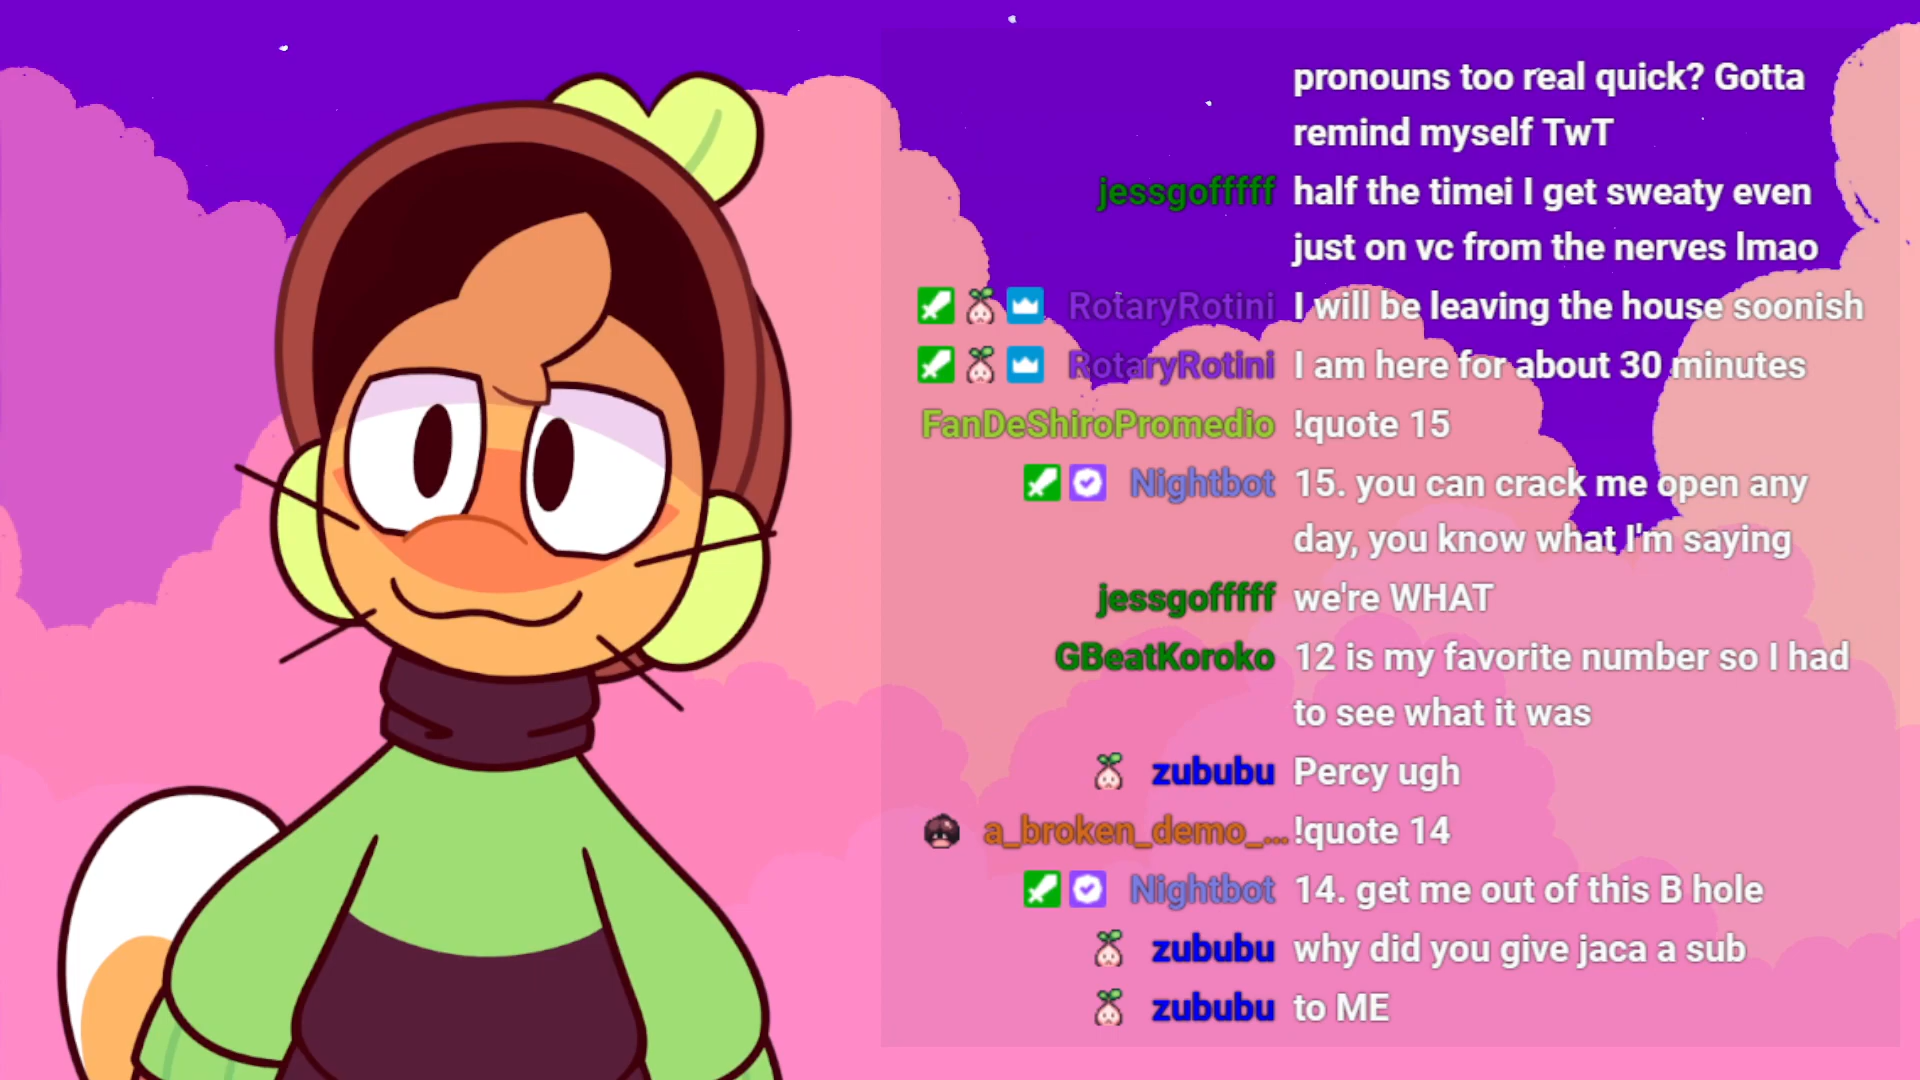 pronouns too real quick? Gotta
remind myself TwT
jessgofffff half the timei I get sweaty even
just on vc from the nerves lmao
RotaryRotini I will be leaving the house soonish
RotaryRotini I am here for about 30 minutes
FanDeShiroPromedio !quote 15
Nightbot 15. you can crack me open any
day, you know what I'm saying
jessgofffff we're WHAT
GBeatKoroko 12 is my favorite number so I had
to see what it was
zububu Percy ugh
a_broken_demo_... !quote 14
Nightbot 14. get me out of this B hole
zububu why did you give jaca a sub
zububu to ME